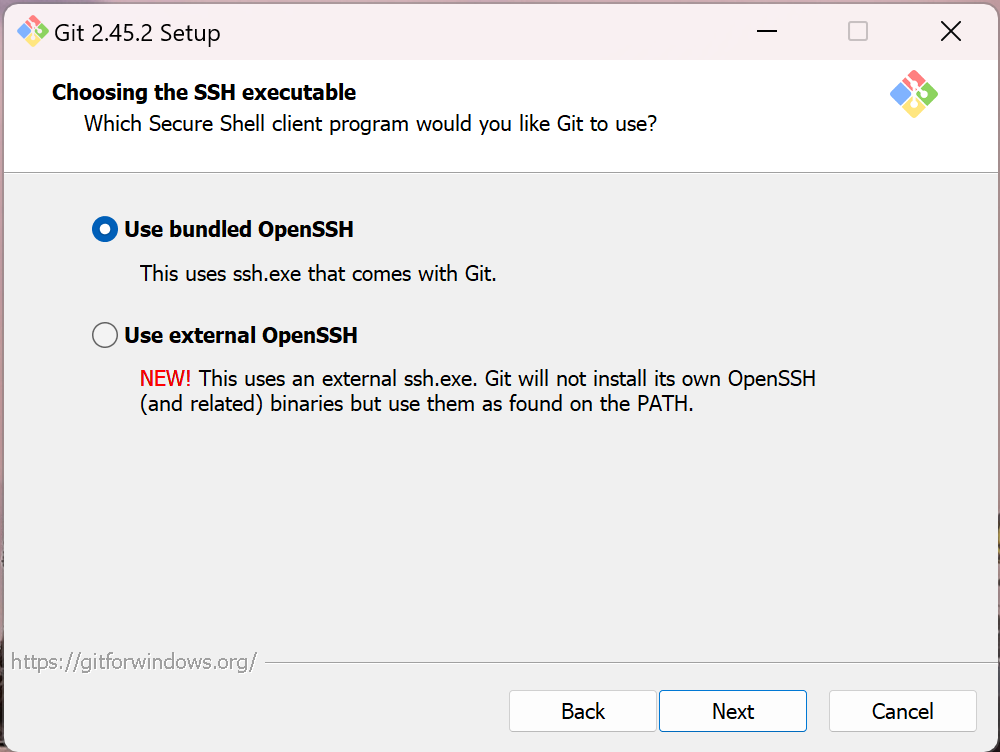 Git 2.45.2 Setup
Choosing the SSH executable
Which Secure Shell client program would you like Git to use?
Use bundled OpenSSH
This uses ssh.exe that comes with Git.
Use external OpenSSH
NEW! This uses an external ssh.exe. Git will not install its own OpenSSH
(and related) binaries but use them as found on the PATH.
https://gitforwindows.org/
Back
Next
Cancel